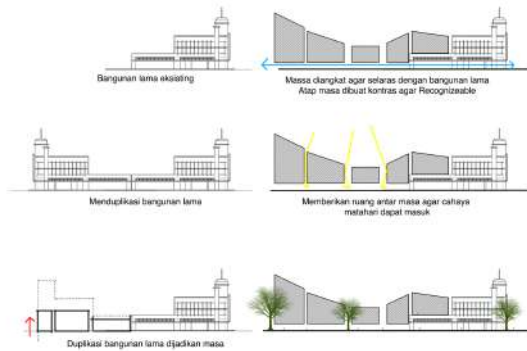 Bangunan lama eksiating
Massa diangkat agar selaras dengan bangunan lama
Atap masa dibuat kontras agar Recognizeable
Menduplikasi bangunan lama
Memberikan ruang antar masa agar cahaya
matahari dapat masuk
Duplikasi bangunan lama dijadikan masa